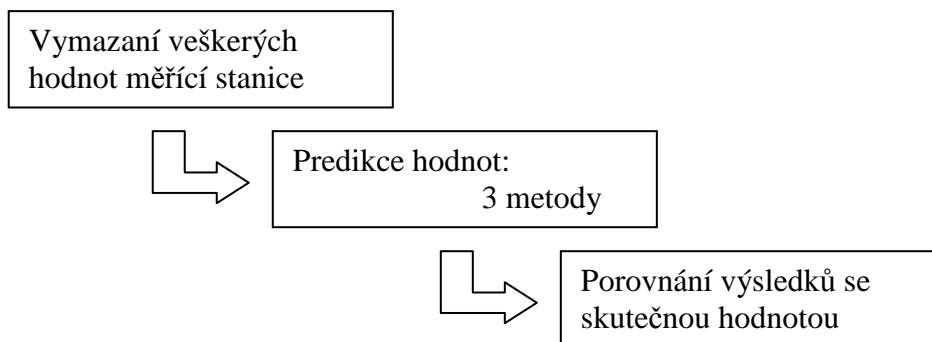 Vymazaní veškerých
hodnot měřící stanice
Predikce hodnot:
3 metody
Porovnání výsledků se
skutečnou hodnotou